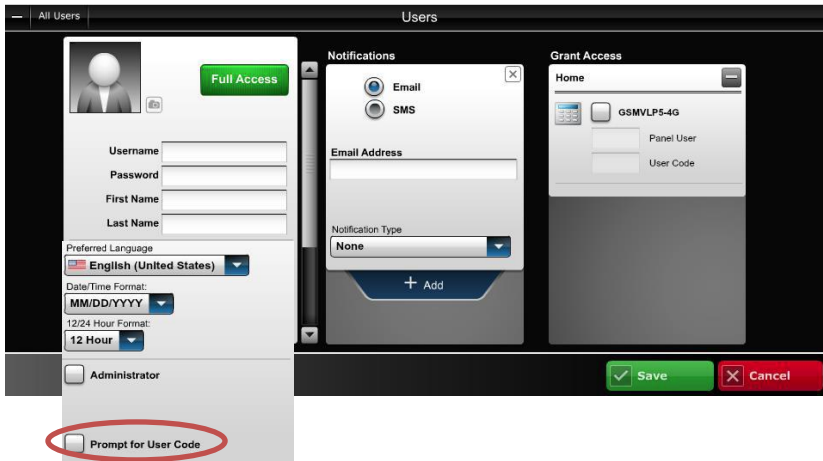 All Users
Users
Full Access
Username
Password
First Name
Last Name
Preferred Language
English (United States)
Date/Time Format:
MM/DD/YYYY
12/24 Hour Format:
12 Hour
Administrator
Prompt for User Code
Notifications
Email
SMS
Email Address
Notification Type
None
+ Add
Grant Access
Home
GSMVLP5-4G
Panel User
User Code
Save
Cancel